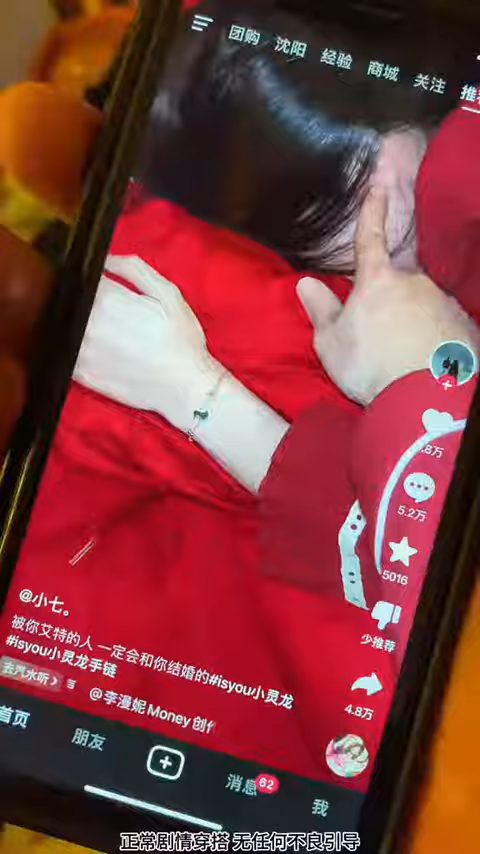 团购 沈阳 经验 商城 关注 推荐
.8万
5.2万
5016
少推荐
4.8万
@小七。
被你艾特的人 一定会和你结婚的#isyou小灵龙
#isyou小灵龙手链
去汽水听 >
@李漫妮Money 创作
首页 朋友 消息 62 我
正常剧情穿搭 无任何不良引导